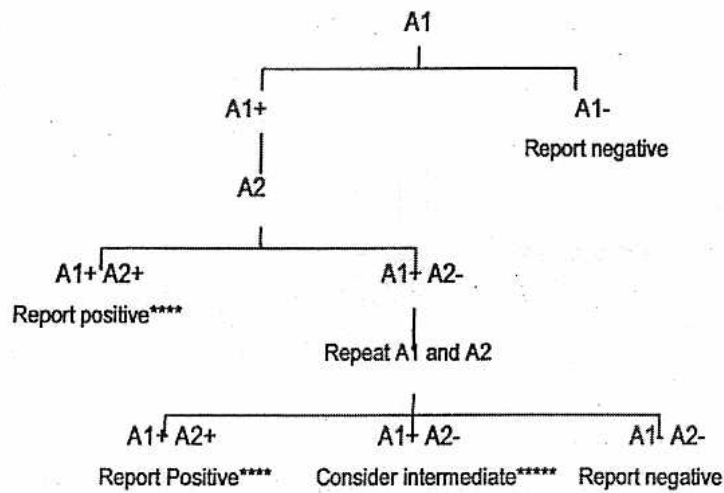 A1
A1+ A1-
Report negative
A2
A1+ A2+ A1+ A2-
Report positive****
Repeat A1 and A2
A1+ A2+ A1+ A2- A1- A2-
Report Positive**** Consider intermediate***** Report negative